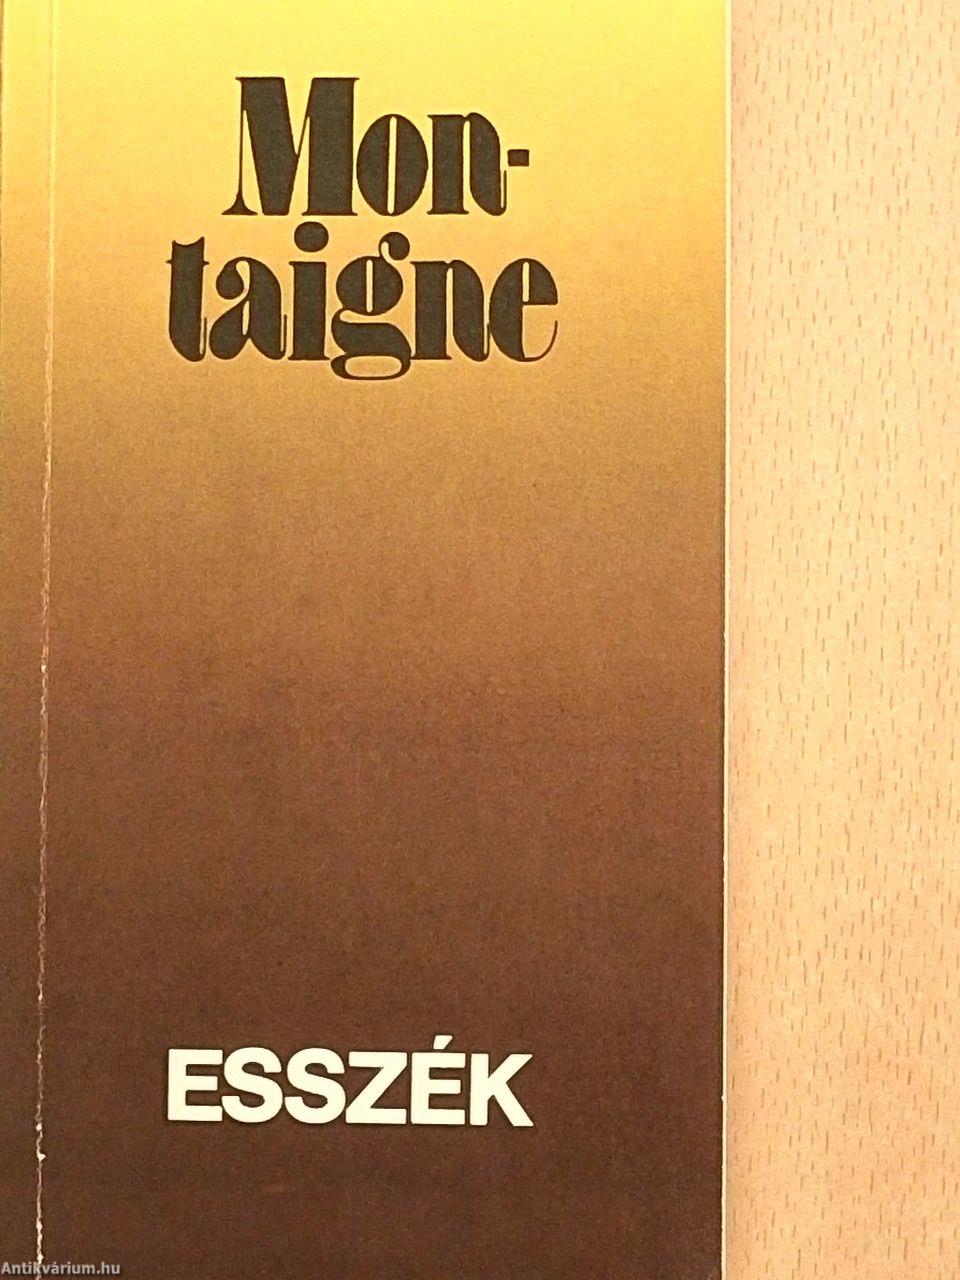 Mon-
taigne
ESSZÉK
Antikvárium.hu